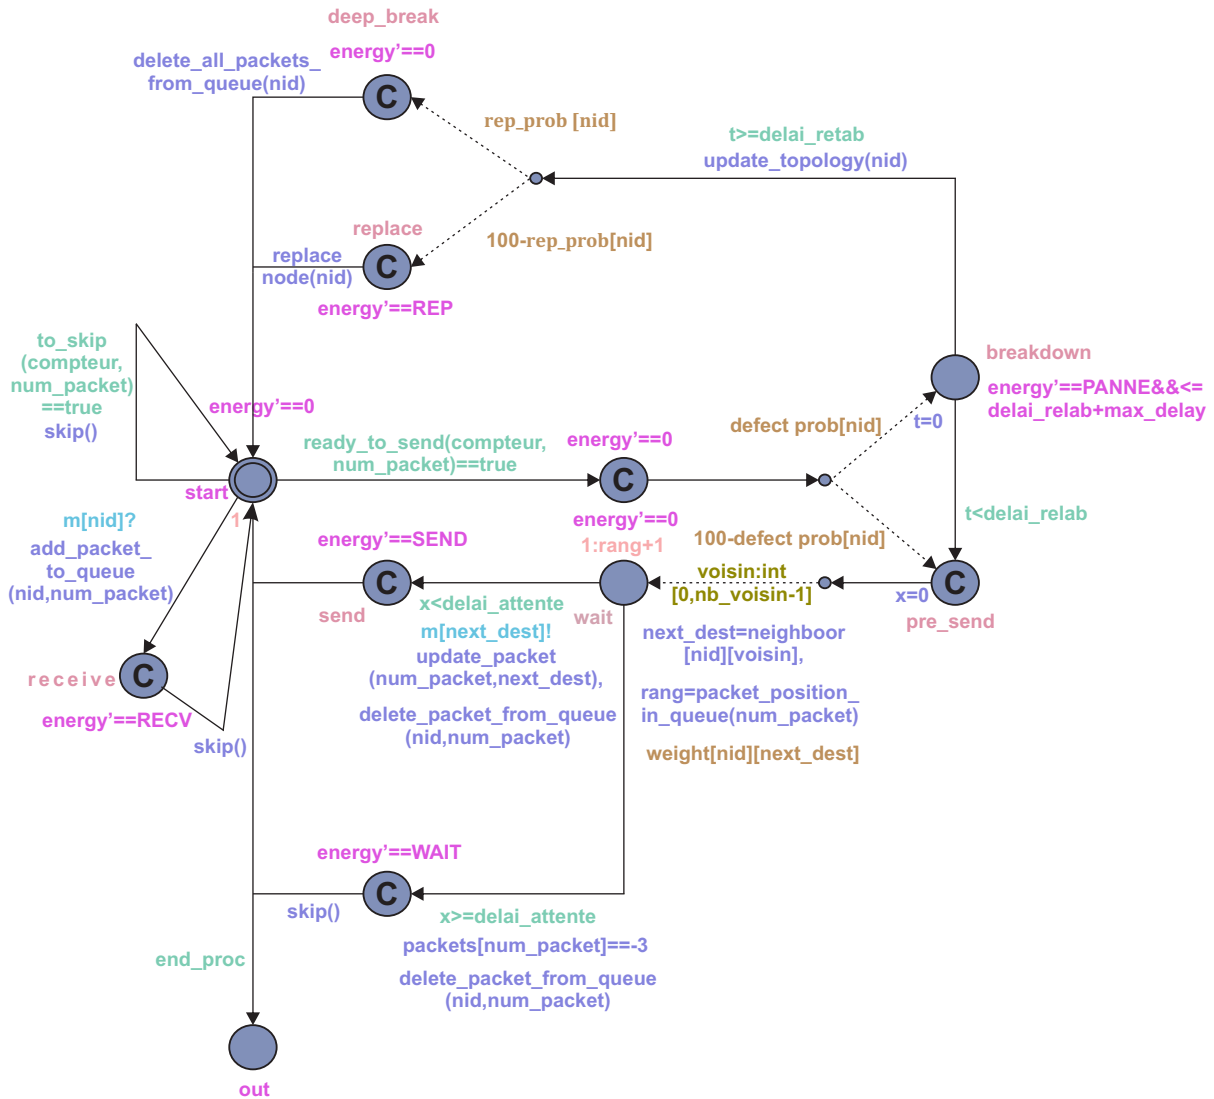 deep_break
energy’==0
delete_all_packets_
from_queue(nid)
C
rep_prob [nid]
t>=delai_retab
update_topology(nid)
replace
100-rep_prob[nid]
replace
node(nid)
C
energy’==REP
to_skip
(compteur,
num_packet)
==true
skip()
breakdown
energy’==PANNE&&<=
delai_relab+max_delay
energy’==0
ready_to_send(compteur,
num_packet)==true
energy’==0
C
defect prob[nid]
t=0
start
1
m[nid]?
add_packet_
to_queue
(nid,num_packet)
energy’==SEND
C
send
energy’==0
1:rang+1
wait
100-defect prob[nid]
t<delai_relab
voisin:int
[0,nb_voisin-1]
x=0
C
pre_send
x<delai_attente
m[next_dest]!
update_packet
(num_packet,next_dest),
delete_packet_from_queue
(nid,num_packet)
next_dest=neighboor
[nid][voisin],
rang=packet_position_
in_queue(num_packet)
weight[nid][next_dest]
receive
C
energy’==RECV
skip()
energy’==WAIT
C
skip()
x>=delai_attente
packets[num_packet]==-3
delete_packet_from_queue
(nid,num_packet)
end_proc
out